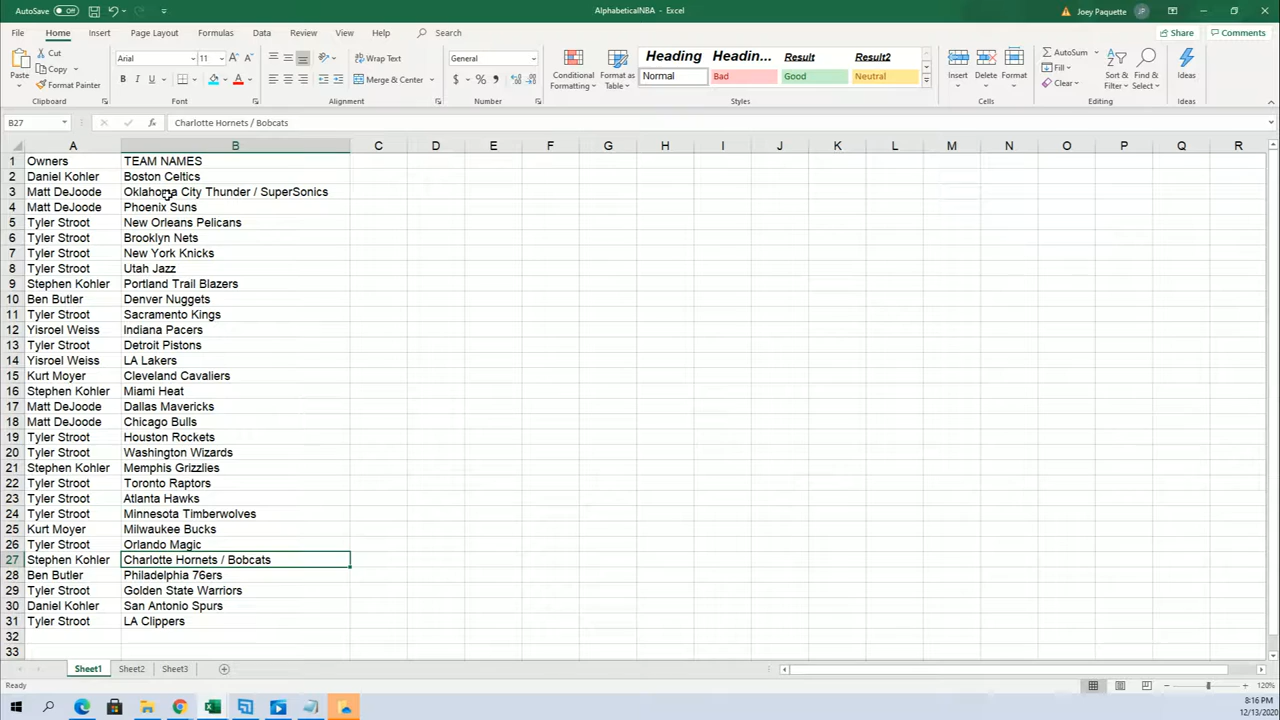 AutoSave Off AlphabeticalNBA - Excel Joey Paquette JP
File Home Insert Page Layout Formulas Data Review View Help Search Share Comments
Paste Cut Copy Format Painter Clipboard
Arial 11 A A B I U A Font
Wrap Text Merge & Center Alignment
General $ % , Number
Conditional Formatting Format as Table
Heading Headin... Result Result2
Normal Bad Good Neutral
Styles
Insert Delete Format Cells
AutoSum Fill Clear Sort & Filter Find & Select Editing
Ideas Ideas
B27 fx Charlotte Hornets / Bobcats
A B C D E F G H I J K L M N O P Q R
1 Owners TEAM NAMES
2 Daniel Kohler Boston Celtics
3 Matt DeJoode Oklahoma City Thunder / SuperSonics
4 Matt DeJoode Phoenix Suns
5 Tyler Stroot New Orleans Pelicans
6 Tyler Stroot Brooklyn Nets
7 Tyler Stroot New York Knicks
8 Tyler Stroot Utah Jazz
9 Stephen Kohler Portland Trail Blazers
10 Ben Butler Denver Nuggets
11 Tyler Stroot Sacramento Kings
12 Yisroel Weiss Indiana Pacers
13 Tyler Stroot Detroit Pistons
14 Yisroel Weiss LA Lakers
15 Kurt Moyer Cleveland Cavaliers
16 Stephen Kohler Miami Heat
17 Matt DeJoode Dallas Mavericks
18 Matt DeJoode Chicago Bulls
19 Tyler Stroot Houston Rockets
20 Tyler Stroot Washington Wizards
21 Stephen Kohler Memphis Grizzlies
22 Tyler Stroot Toronto Raptors
23 Tyler Stroot Atlanta Hawks
24 Tyler Stroot Minnesota Timberwolves
25 Kurt Moyer Milwaukee Bucks
26 Tyler Stroot Orlando Magic
27 Stephen Kohler Charlotte Hornets / Bobcats
28 Ben Butler Philadelphia 76ers
29 Tyler Stroot Golden State Warriors
30 Daniel Kohler San Antonio Spurs
31 Tyler Stroot LA Clippers
32
33
Sheet1 Sheet2 Sheet3
Ready 120%
8:16 PM
12/13/2020